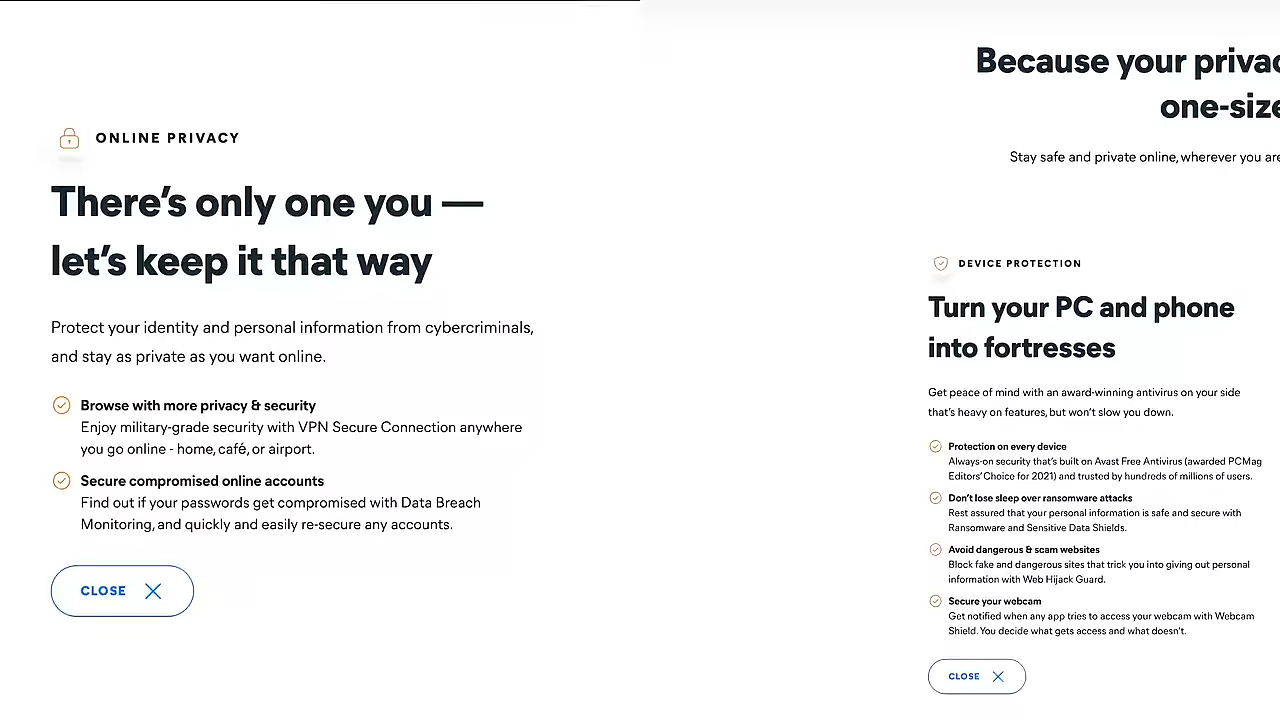 ONLINE PRIVACY
There's only one you —
let's keep it that way
Protect your identity and personal information from cybercriminals,
and stay as private as you want online.
Browse with more privacy & security
Enjoy military-grade security with VPN Secure Connection anywhere
you go online - home, café, or airport.
Secure compromised online accounts
Find out if your passwords get compromised with Data Breach
Monitoring, and quickly and easily re-secure any accounts.
CLOSE
Because your privac
one-size
Stay safe and private online, wherever you are
DEVICE PROTECTION
Turn your PC and phone
into fortresses
Get peace of mind with an award-winning antivirus on your side
that's heavy on features, but won't slow you down.
Protection on every device
Always-on security that's built on Avast Free Antivirus (awarded PCMag
Editors' Choice for 2021) and trusted by hundreds of millions of users.
Don't lose sleep over ransomware attacks
Rest assured that your personal information is safe and secure with
Ransomware and Sensitive Data Shields.
Avoid dangerous & scam websites
Block fake and dangerous sites that trick you into giving out personal
information with Web Hijack Guard.
Secure your webcam
Get notified when any app tries to access your webcam with Webcam
Shield. You decide what gets access and what doesn't.
CLOSE